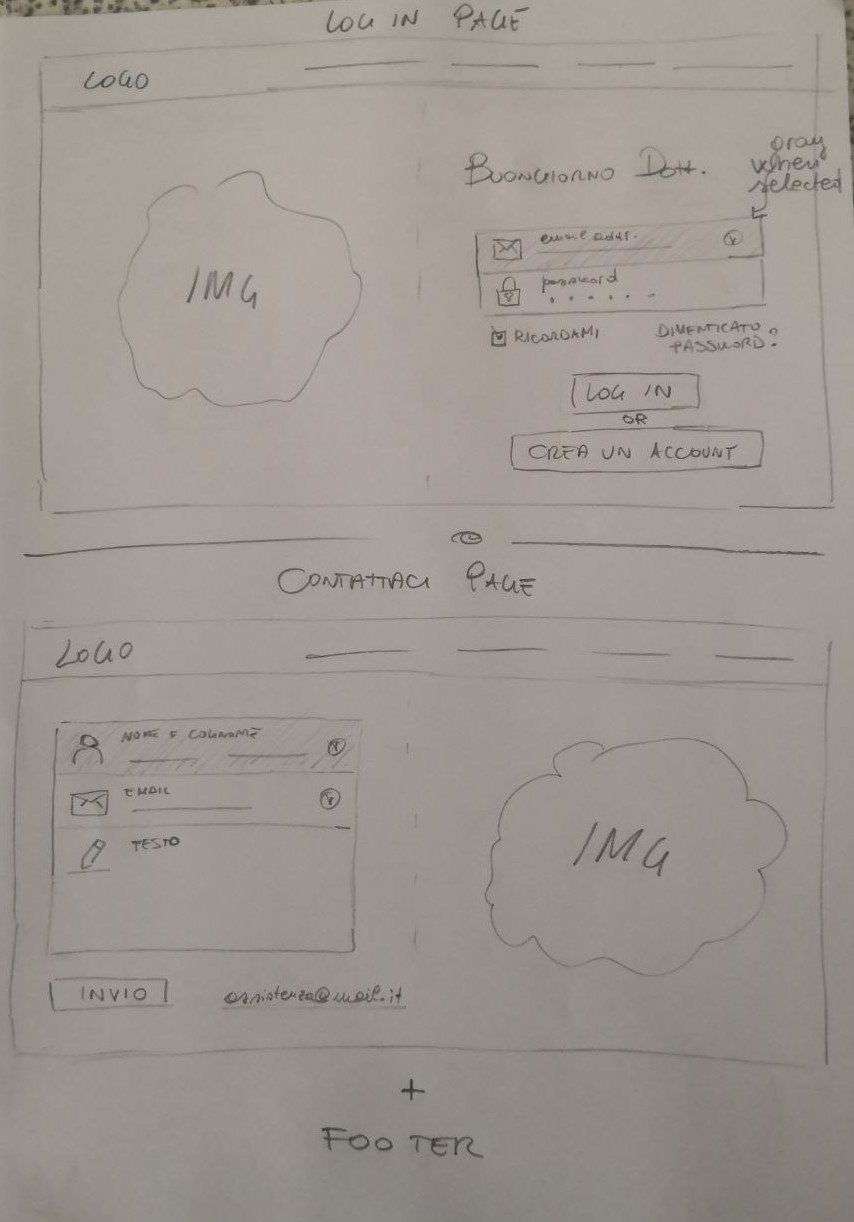 LOG IN PAGE
LOGO
BUONGIORNO Dott.
gray
when
selected
IMG
email addr.
password
RICORDAMI
DIMENTICATO
PASSWORD?
LOG IN
OR
CREA UN ACCOUNT
CONTATTACI PAGE
LOGO
NOME E COGNOME
EMAIL
TESTO
IMG
INVIO
assistenza@mail.it
+
FOOTER